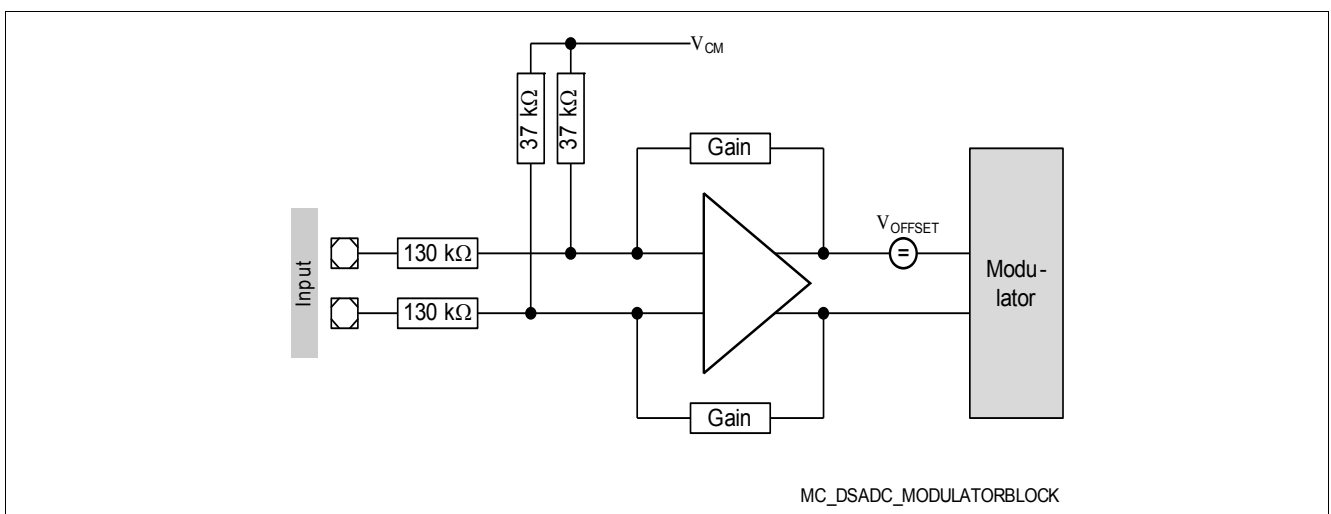 V_CM
37 kΩ
37 kΩ
Gain
V_OFFSET
Input
130 kΩ
130 kΩ
=
Modu-
lator
Gain
MC_DSADC_MODULATORBLOCK